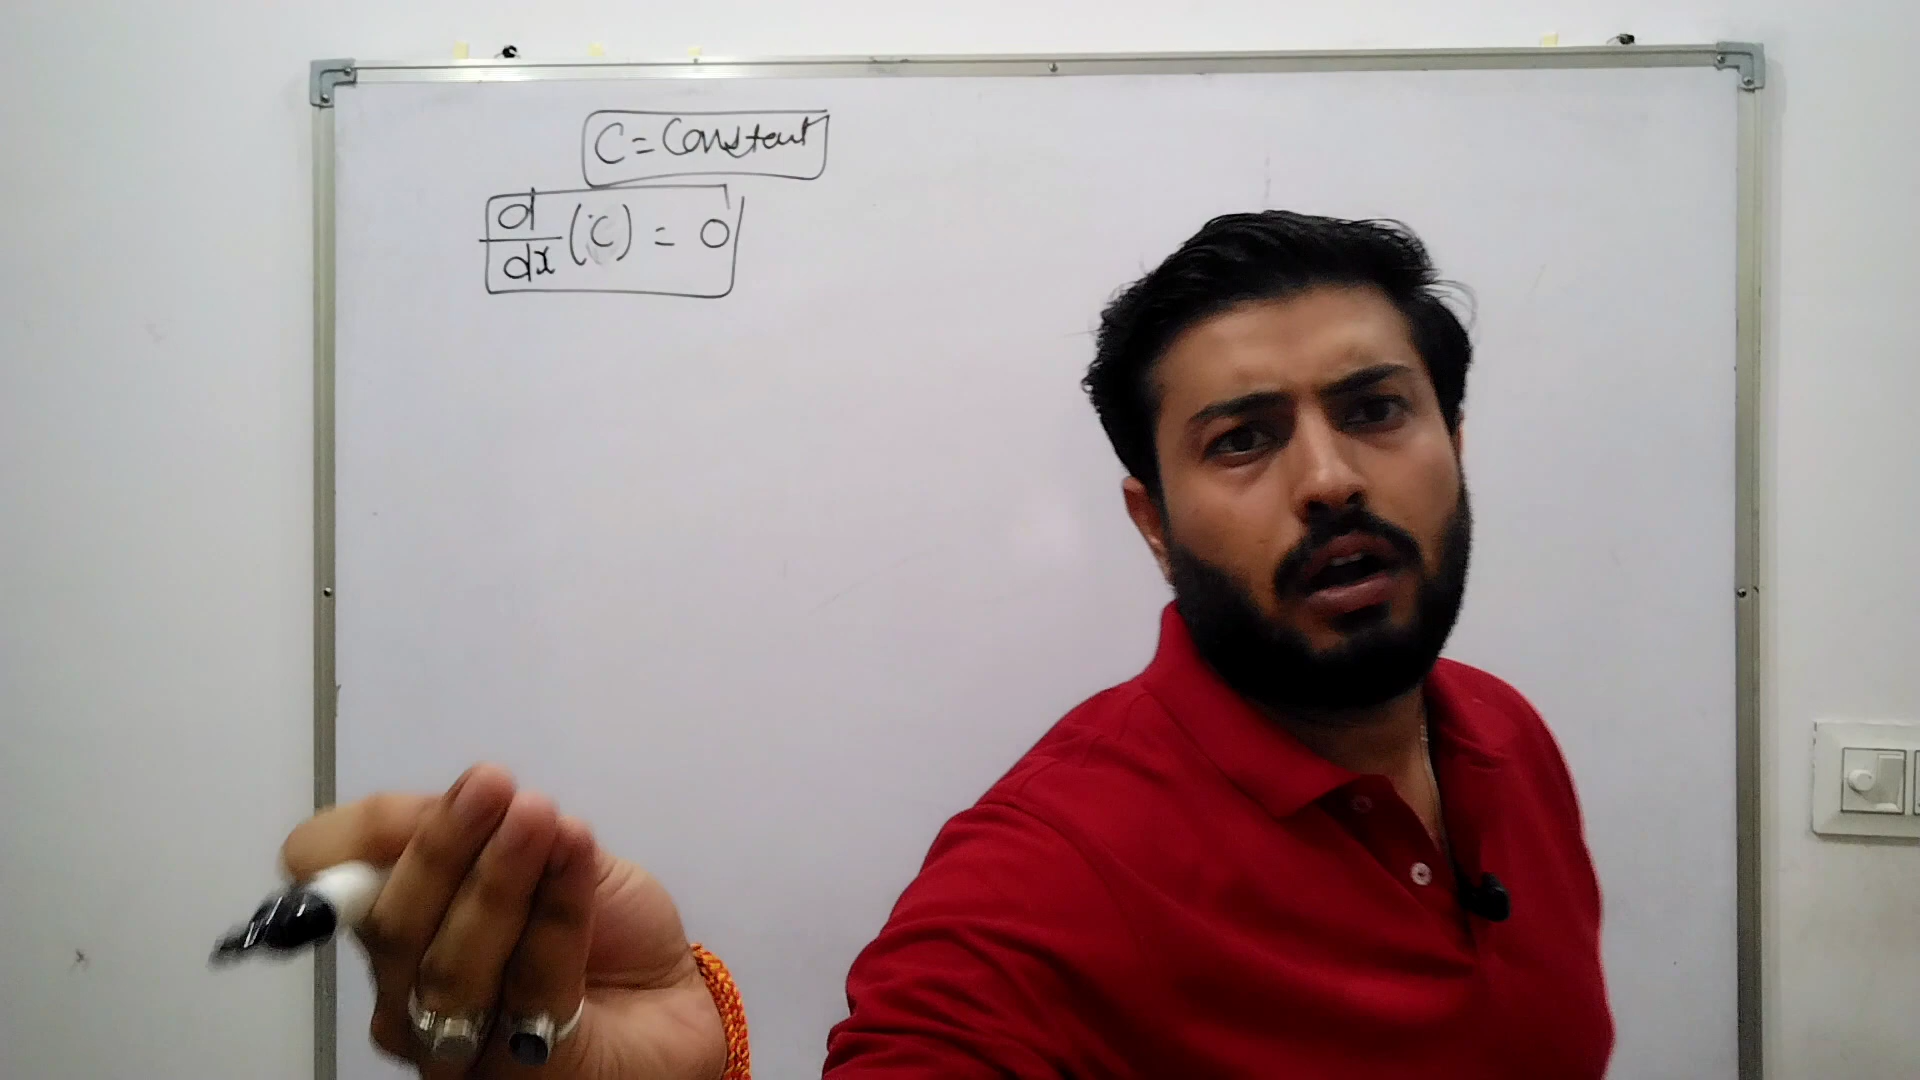 C = Constant
d/dx (C) = 0